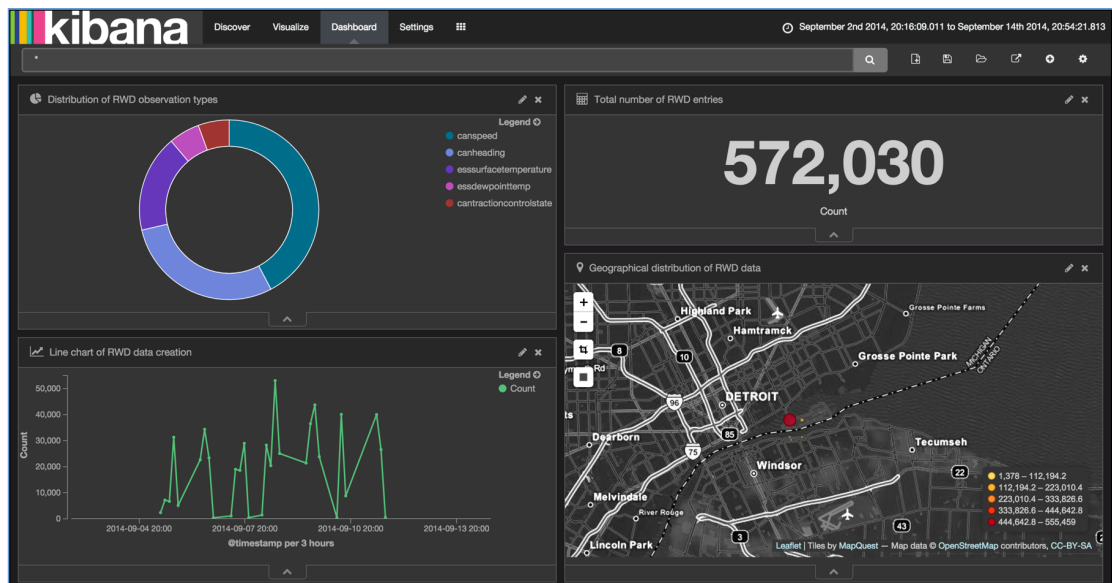 kibana
Discover Visualize Dashboard Settings
September 2nd 2014, 20:16:09.011 to September 14th 2014, 20:54:21.813
*
Distribution of RWD observation types
Legend
canspeed
canheading
esssurfacetemperature
essdewpointtemp
cantractioncontrolstate
Total number of RWD entries
572,030
Count
Line chart of RWD data creation
Legend
Count
50,000
40,000
30,000
20,000
10,000
0
Count
2014-09-04 20:00 2014-09-07 20:00 2014-09-10 20:00 2014-09-13 20:00
@timestamp per 3 hours
Geographical distribution of RWD data
+
−
Highland Park
Grosse Pointe Farms
Hamtramck
8
10
Grosse Pointe Park
MICHIGAN
ONTARIO
Rd
96
DETROIT
85
Dearborn
75
Tecumseh
Windsor
22
Melvindale
River Rouge
43
3
Lincoln Park
1,378 – 112,194.2
112,194.2 – 223,010.4
223,010.4 – 333,826.6
333,826.6 – 444,642.8
444,642.8 – 555,459
Leaflet | Tiles by MapQuest — Map data © OpenStreetMap contributors, CC-BY-SA